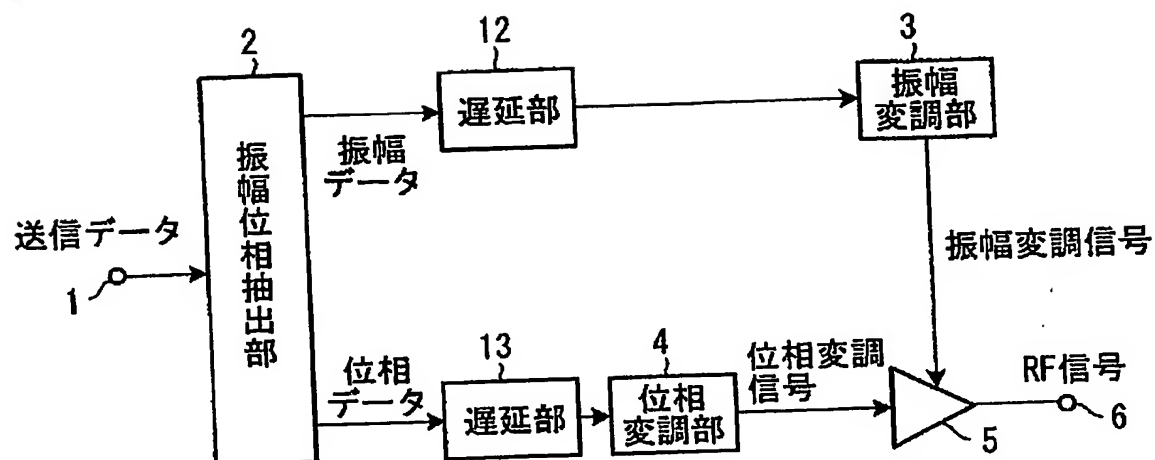 2
12
3
振幅位相抽出部
遅延部
振幅
変調部
振幅
データ
送信データ
1
振幅変調信号
13
4
位相
データ
遅延部
位相
変調部
位相変調
信号
5
RF信号
6